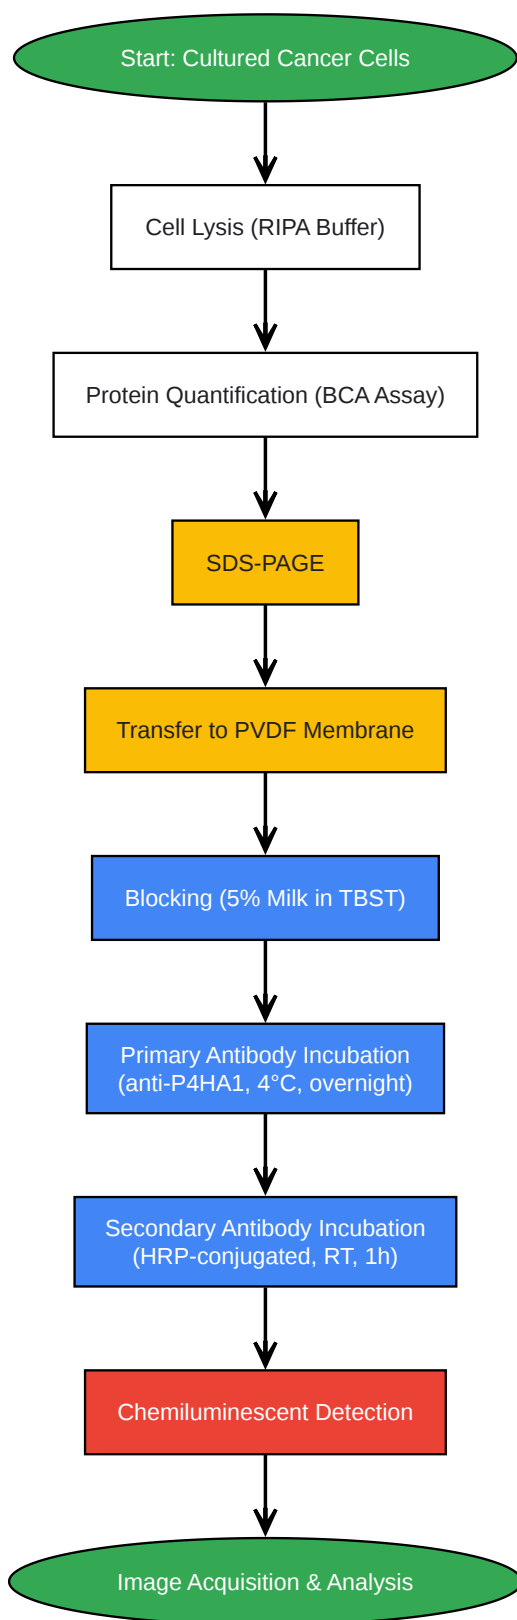 Start: Cultured Cancer Cells
Cell Lysis (RIPA Buffer)
Protein Quantification (BCA Assay)
SDS-PAGE
Transfer to PVDF Membrane
Blocking (5% Milk in TBST)
Primary Antibody Incubation
(anti-P4HA1, 4°C, overnight)
Secondary Antibody Incubation
(HRP-conjugated, RT, 1h)
Chemiluminescent Detection
Image Acquisition & Analysis